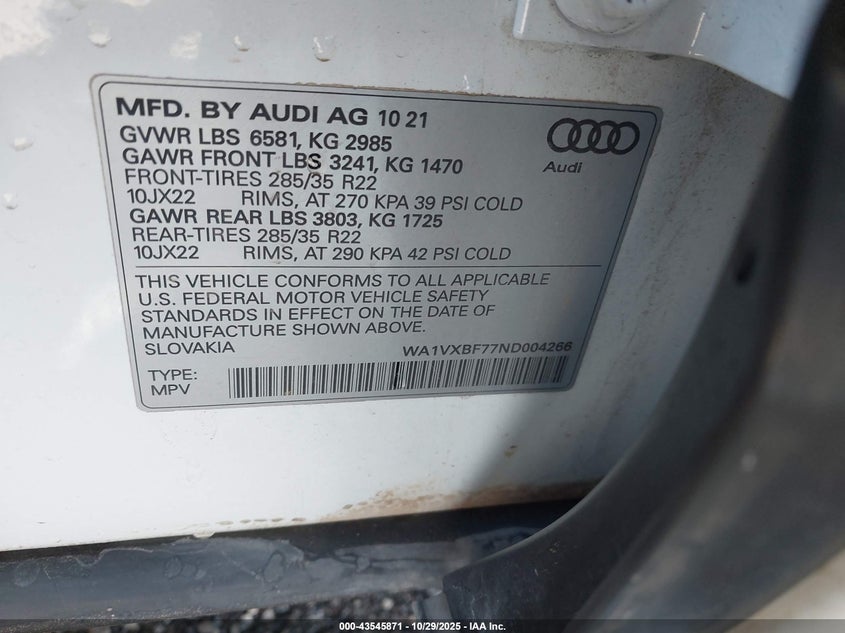 MFD. BY AUDI AG 10 21
GVWR LBS 6581, KG 2985
GAWR FRONT LBS 3241, KG 1470
FRONT-TIRES 285/35 R22
10JX22 RIMS, AT 270 KPA 39 PSI COLD
GAWR REAR LBS 3803, KG 1725
REAR-TIRES 285/35 R22
10JX22 RIMS, AT 290 KPA 42 PSI COLD
Audi
THIS VEHICLE CONFORMS TO ALL APPLICABLE
U.S. FEDERAL MOTOR VEHICLE SAFETY
STANDARDS IN EFFECT ON THE DATE OF
MANUFACTURE SHOWN ABOVE.
SLOVAKIA WA1VXBF77ND004266
TYPE:
MPV
000-43545871 - 10/29/2025 - IAA Inc.